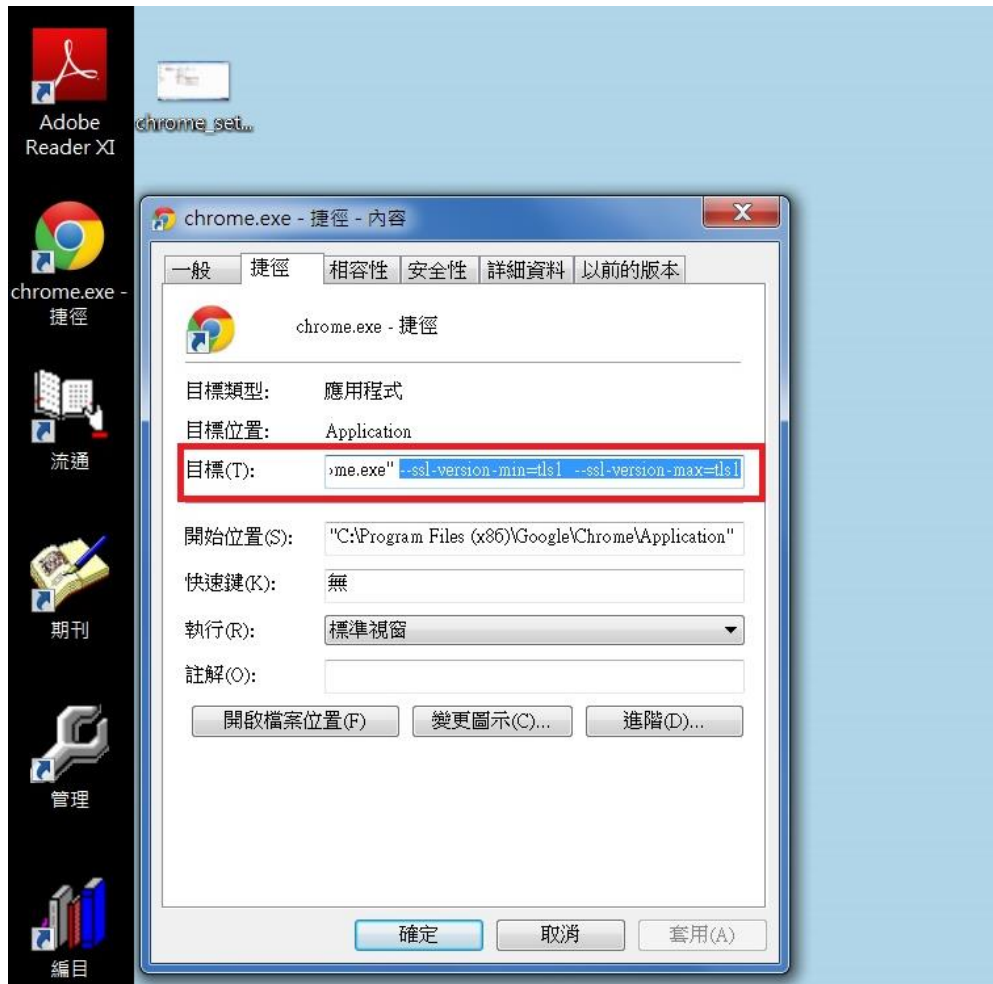 Adobe
Reader XI
chrome_set...
chrome.exe -
捷徑
流通
期刊
管理
編目
chrome.exe - 捷徑 - 內容
一般 捷徑 相容性 安全性 詳細資料 以前的版本
chrome.exe - 捷徑
目標類型: 應用程式
目標位置: Application
目標(T): ome.exe" --ssl-version-min=tls1 --ssl-version-max=tls1
開始位置(S): "C:\Program Files (x86)\Google\Chrome\Application"
快速鍵(K): 無
執行(R): 標準視窗
註解(O):
開啟檔案位置(F) 變更圖示(C)... 進階(D)...
確定 取消 套用(A)